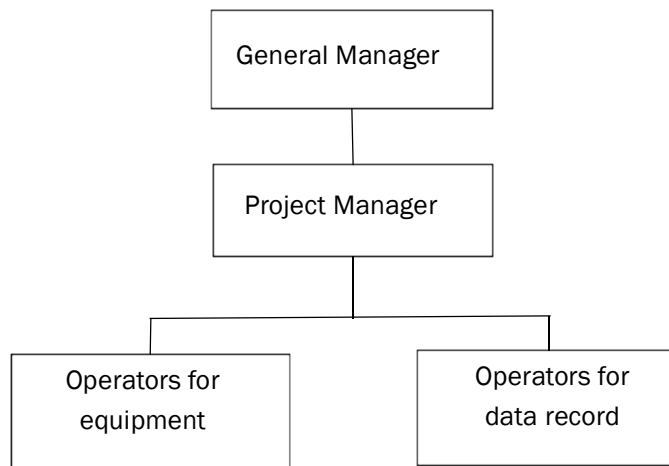 General Manager
Project Manager
Operators for
equipment
Operators for
data record